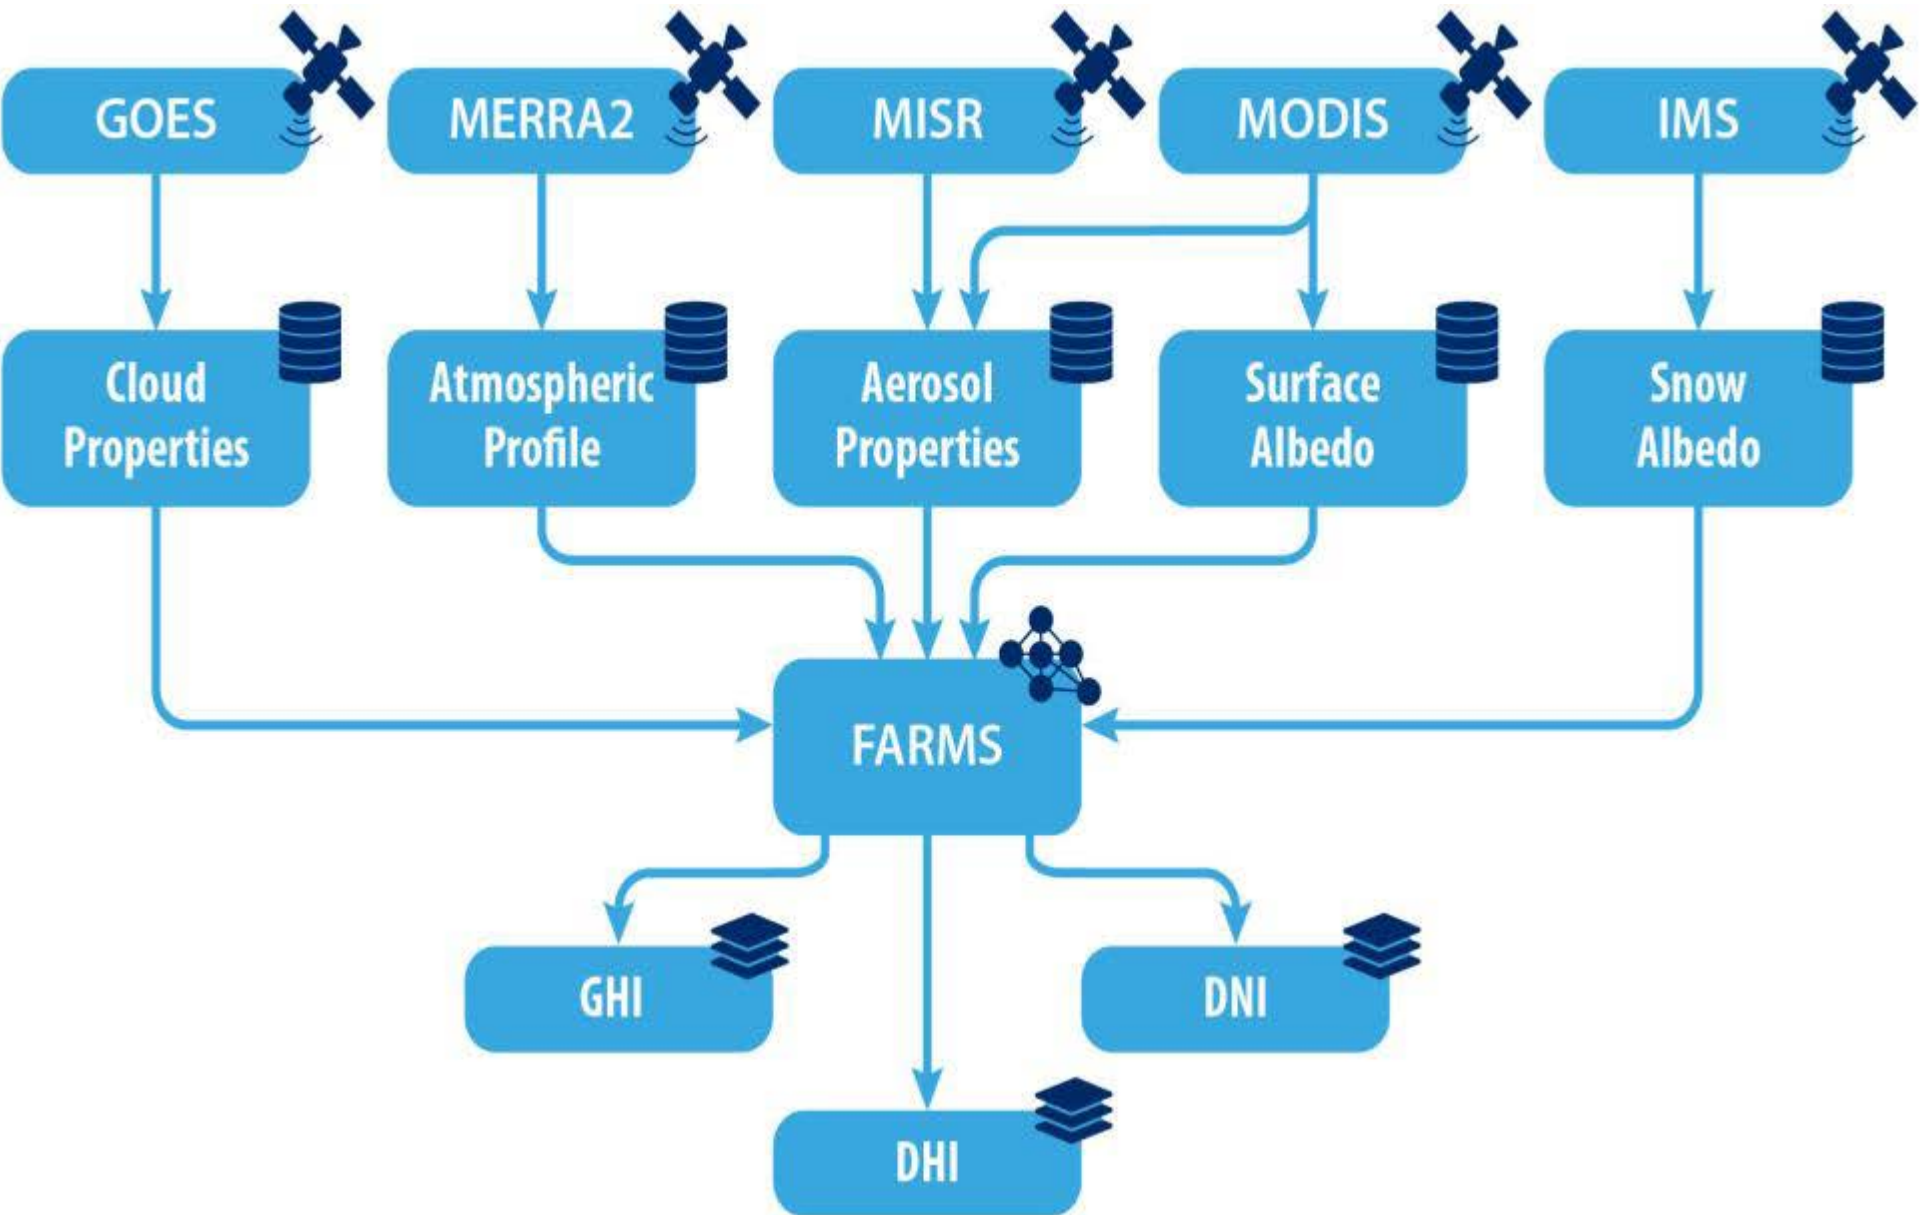 GOES
MERRA2
MISR
MODIS
IMS
Cloud
Properties
Atmospheric
Profile
Aerosol
Properties
Surface
Albedo
Snow
Albedo
FARMS
GHI
DNI
DHI